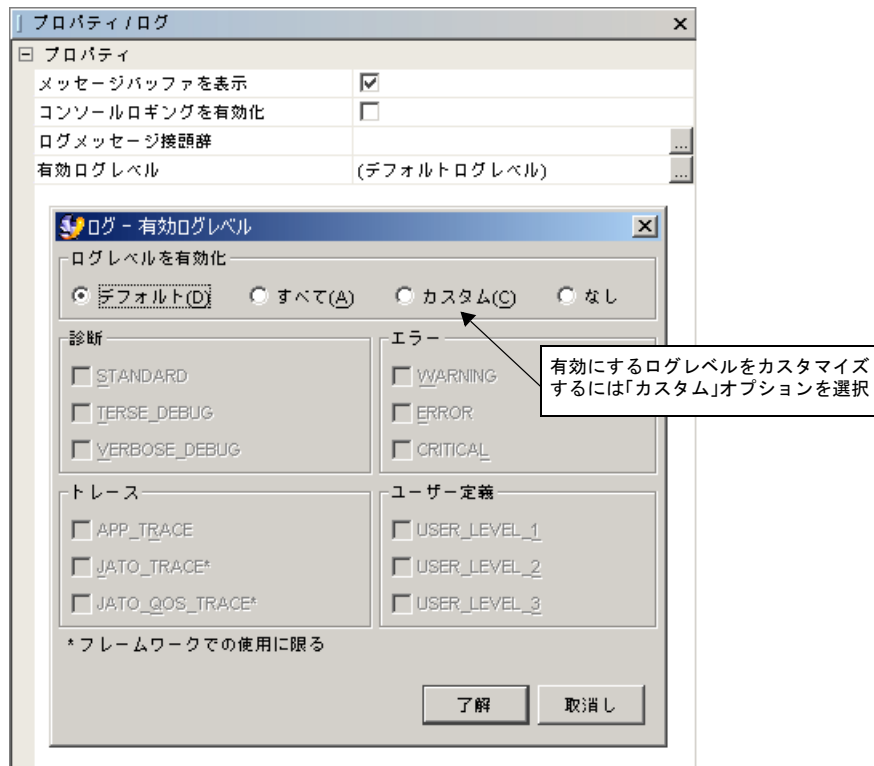 プロパティ/ログ
プロパティ
メッセージバッファを表示
コンソールロギングを有効化
ログメッセージ接頭辞
...
有効ログレベル
(デフォルトログレベル)
...
ログ - 有効ログレベル
ログレベルを有効化
デフォルト(D)
すべて(A)
カスタム(C)
なし
有効にするログレベルをカスタマイズ
するには「カスタム」オプションを選択
診断
STANDARD
TERSE_DEBUG
VERBOSE_DEBUG
エラー
WARNING
ERROR
CRITICAL
トレース
APP_TRACE
JATO_TRACE*
JATO_QOS_TRACE*
ユーザー定義
USER_LEVEL_1
USER_LEVEL_2
USER_LEVEL_3
*フレームワークでの使用に限る
了解
取消し